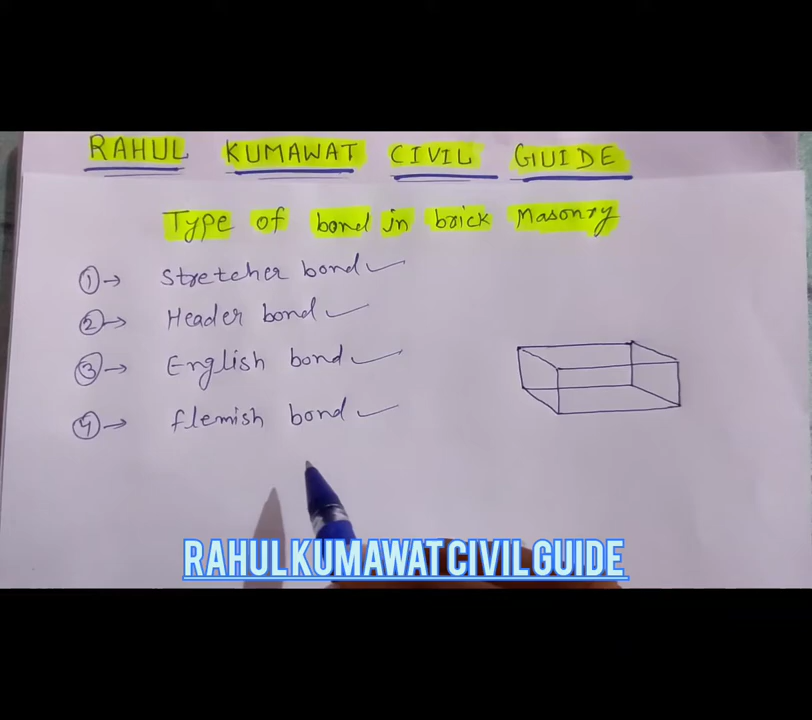 RAHUL KUMAWAT CIVIL GUIDE
Type of bond in brick Masonry
1 → Stretcher bond ✓
2 → Header bond ✓
3 → English bond ✓
4 → flemish bond ✓
RAHUL KUMAWAT CIVIL GUIDE